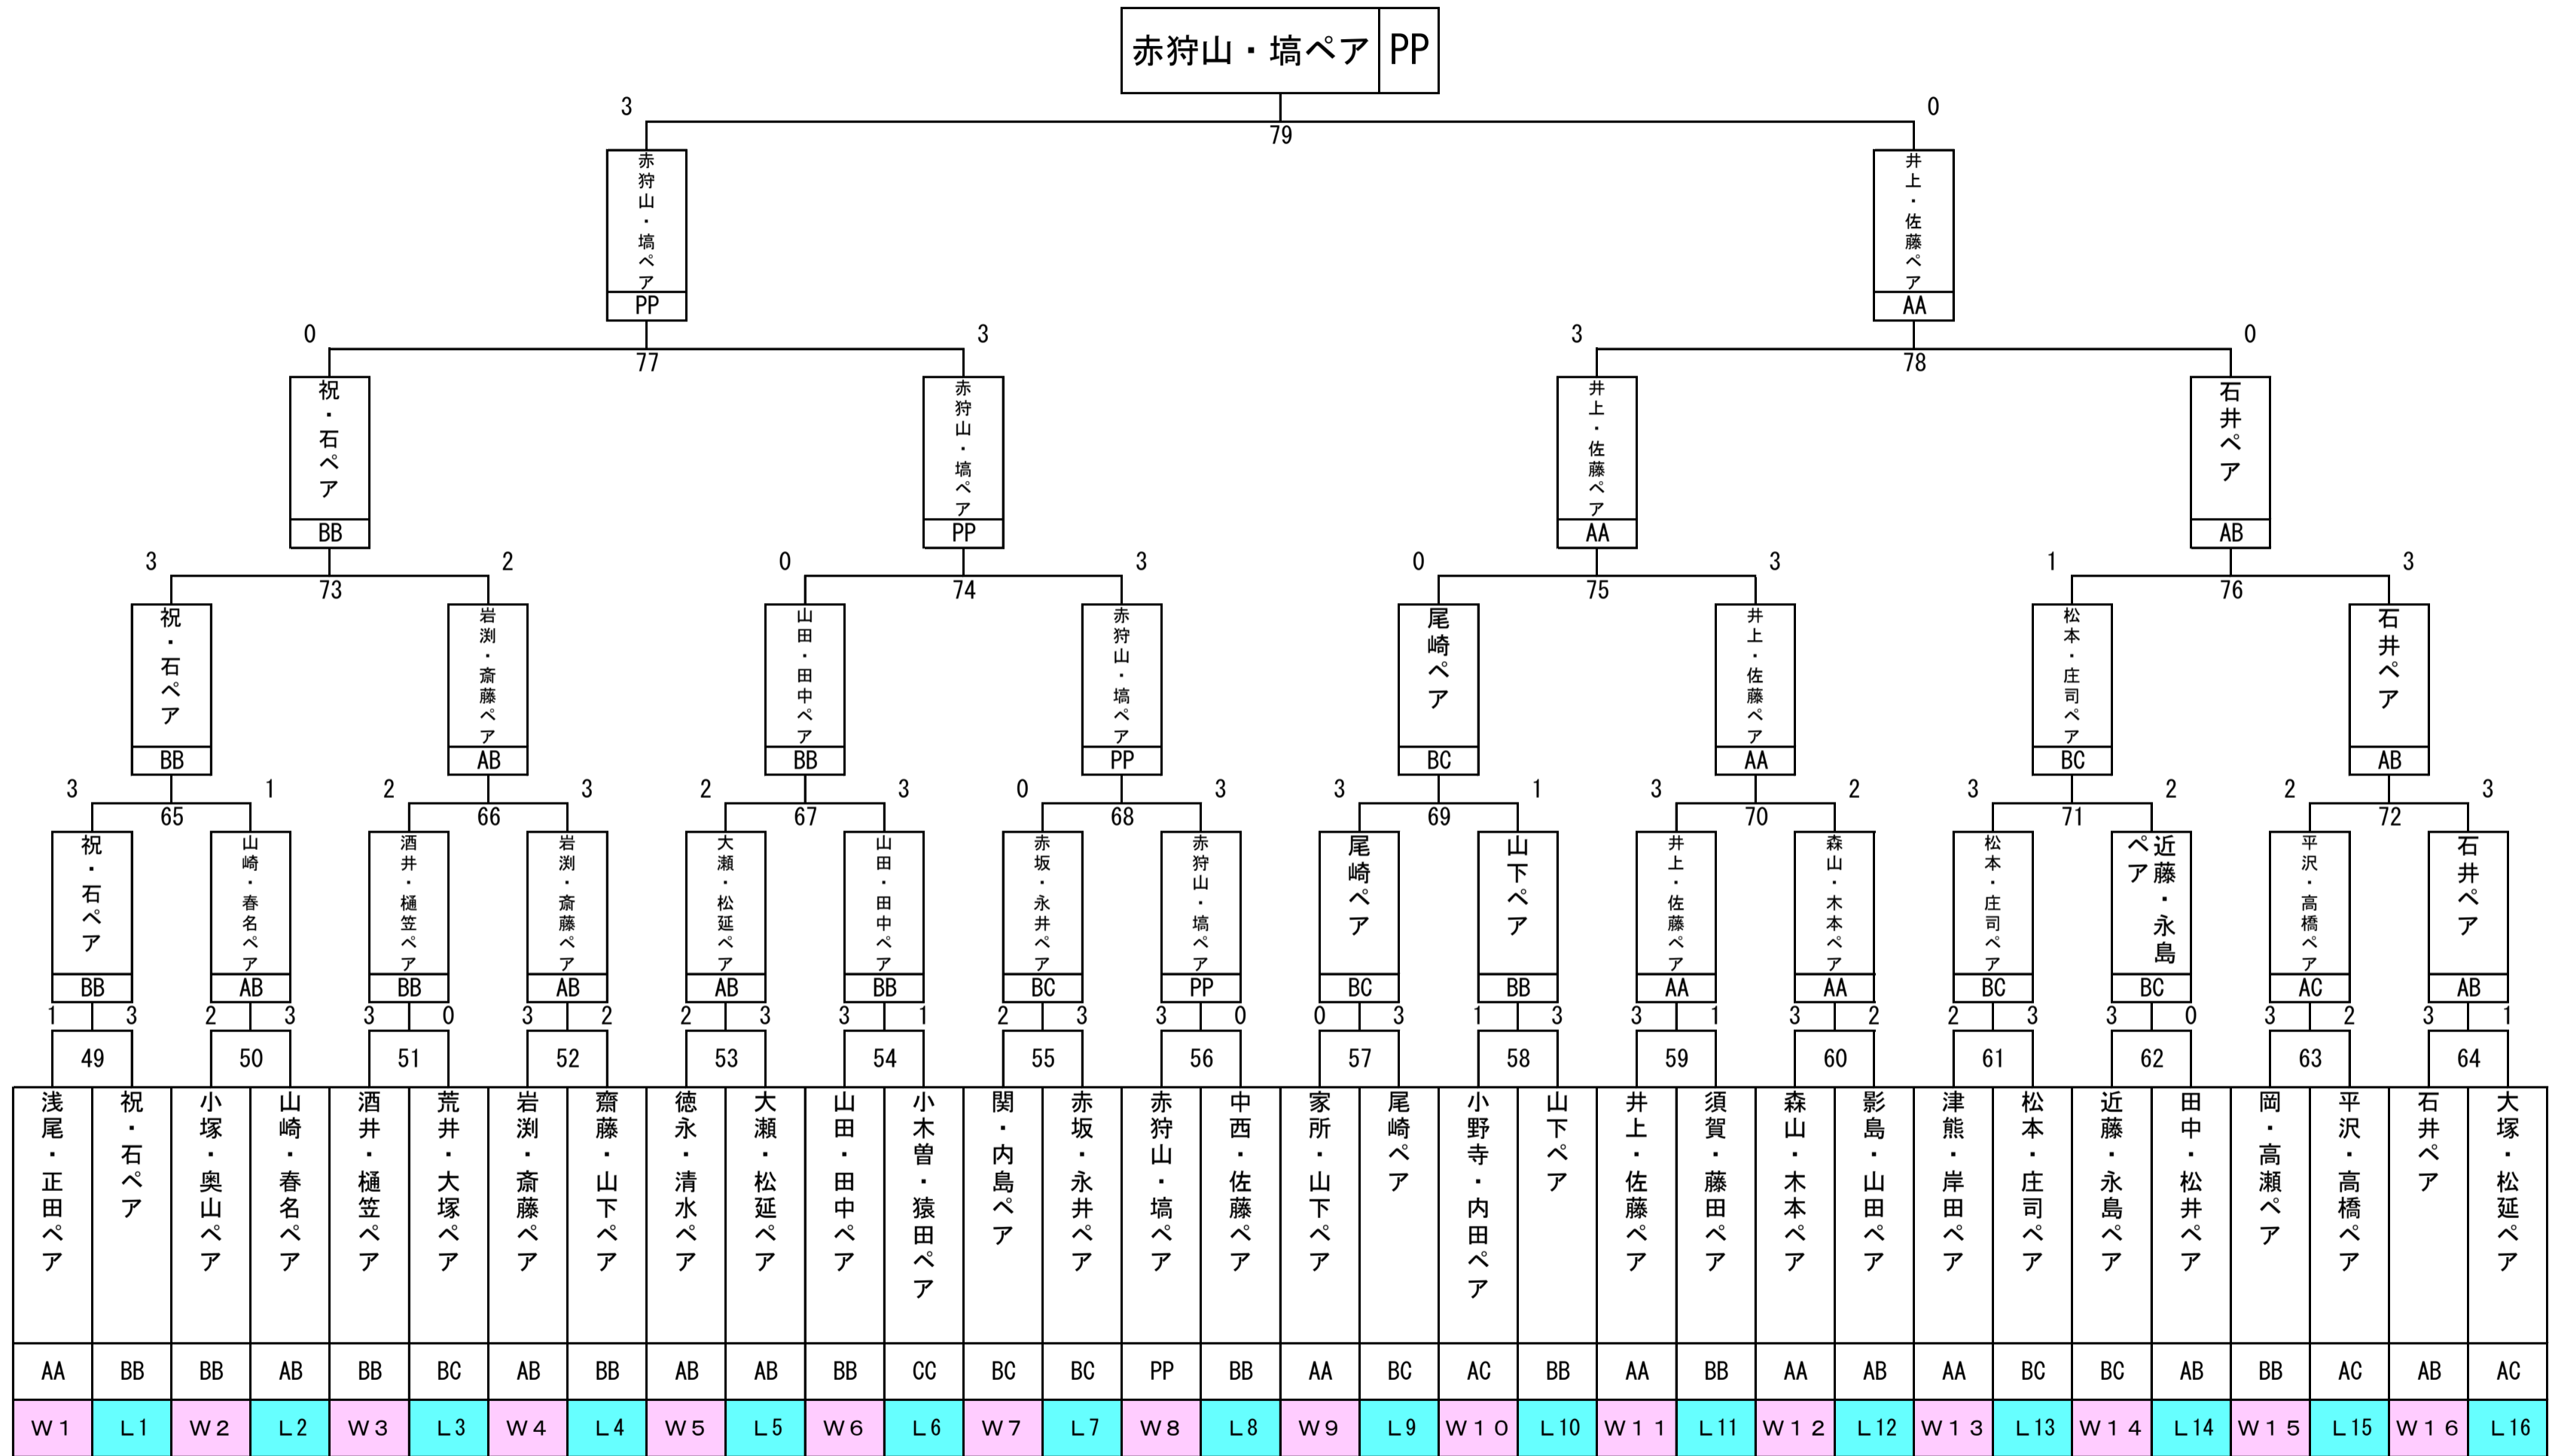 赤狩山・塙ペア PP
3 0
79
赤狩山・塙ペア 井上・佐藤ペア
PP AA
0 3 3 0
77 78
祝・石ペア 赤狩山・塙ペア 井上・佐藤ペア 石井ペア
BB PP AA AB
3 2 0 3 0 3 1 3
73 74 75 76
祝・石ペア 岩渕・斎藤ペア 山田・田中ペア 赤狩山・塙ペア 尾崎ペア 井上・佐藤ペア 松本・庄司ペア 石井ペア
BB AB BB PP BC AA BC AB
3 1 2 3 2 3 0 3 3 1 3 2 3 2 2 3
65 66 67 68 69 70 71 72
祝・石ペア 山崎・春名ペア 酒井・樋笠ペア 岩渕・斎藤ペア 大瀬・松延ペア 山田・田中ペア 赤坂・永井ペア 赤狩山・塙ペア 尾崎ペア 山下ペア 井上・佐藤ペア 森山・木本ペア 松本・庄司ペア 近藤・永島ペア 平沢・高橋ペア 石井ペア
BB AB BB AB AB BB BC PP BC BB AA AA BC BC AC AB
1 3 2 3 3 0 3 2 2 3 3 1 2 3 3 0 0 3 1 3 3 1 3 2 2 3 3 0 3 2 3 1
49 50 51 52 53 54 55 56 57 58 59 60 61 62 63 64
浅尾・正田ペア 祝・石ペア 小塚・奥山ペア 山崎・春名ペア 酒井・樋笠ペア 荒井・大塚ペア 岩渕・斎藤ペア 齋藤・山下ペア 徳永・清水ペア 大瀬・松延ペア 山田・田中ペア 小木曽・猿田ペア 関・内島ペア 赤坂・永井ペア 赤狩山・塙ペア 中西・佐藤ペア 家所・山下ペア 尾崎ペア 小野寺・内田ペア 山下ペア 井上・佐藤ペア 須賀・藤田ペア 森山・木本ペア 影島・山田ペア 津熊・岸田ペア 松本・庄司ペア 近藤・永島ペア 田中・松井ペア 岡・高瀬ペア 平沢・高橋ペア 石井ペア 大塚・松延ペア
AA BB BB AB BB BC AB BB AB AB BB CC BC BC PP BB AA BC AC BB AA BB AA AB AA BC BC AB BB AC AB AC
W1 L1 W2 L2 W3 L3 W4 L4 W5 L5 W6 L6 W7 L7 W8 L8 W9 L9 W10 L10 W11 L11 W12 L12 W13 L13 W14 L14 W15 L15 W16 L16